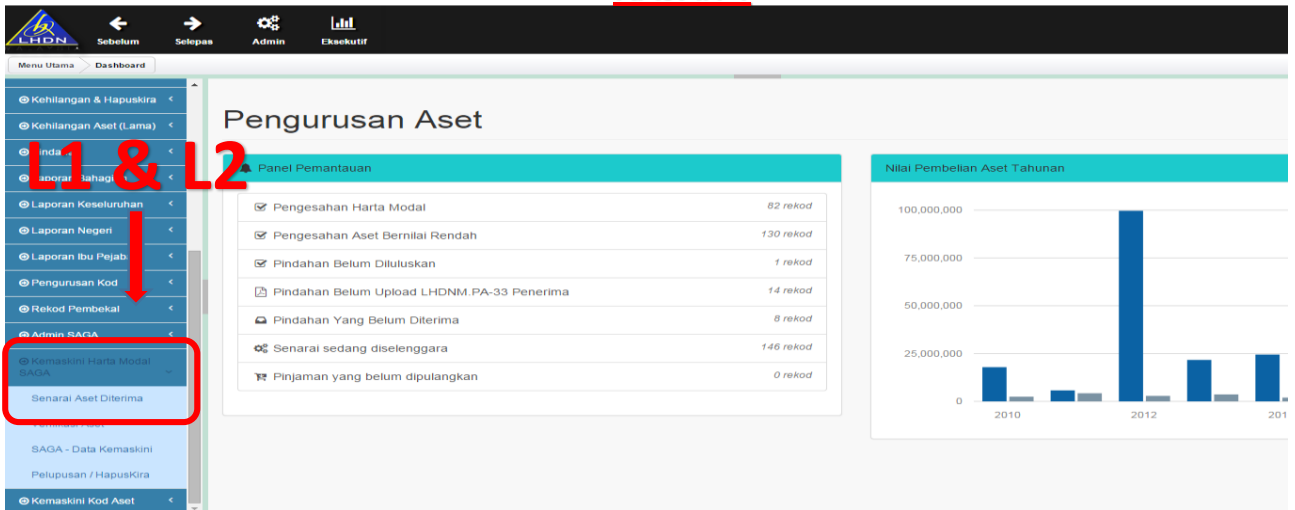 LHDN
Sebelum
Selepas
Admin
Eksekutif
Menu Utama
Dashboard
Kehilangan & Hapuskira
Kehilangan Aset (Lama)
L1 & L2
Laporan Keseluruhan
Laporan Negeri
Laporan Ibu
Pengurusan Kod
Rekod Pembekal
Admin SAGA
Kemaskini Harta Modal
SAGA
Senarai Aset Diterima
SAGA - Data Kemaskini
Pelupusan / HapusKira
Kemaskini Kod Aset
Pengurusan Aset
Panel Pemantauan
Pengesahan Harta Modal 82 rekod
Pengesahan Aset Bernilai Rendah 130 rekod
Pindahan Belum Diluluskan 1 rekod
Pindahan Belum Upload LHDNM.PA-33 Penerima 14 rekod
Pindahan Yang Belum Diterima 8 rekod
Senarai sedang diselenggara 146 rekod
Pinjaman yang belum dipulangkan 0 rekod
Nilai Pembelian Aset Tahunan
100,000,000
75,000,000
50,000,000
25,000,000
0
2010 2012 201